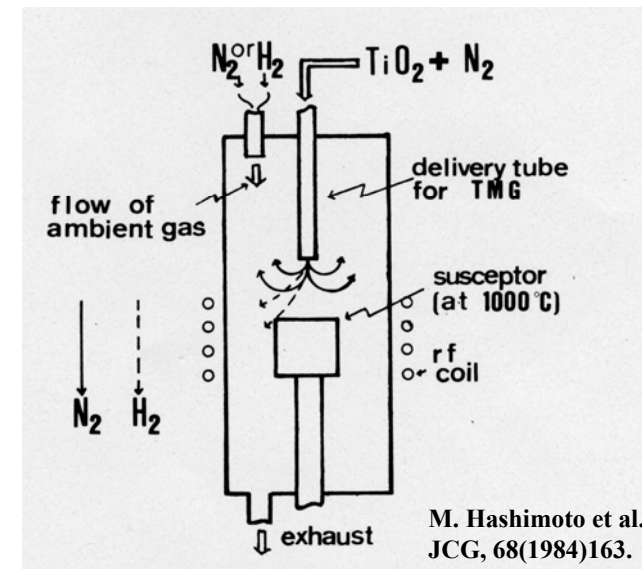 N₂ or H₂
TiO₂ + N₂
delivery tube
for TMG
flow of
ambient gas
susceptor
(at 1000°C)
rf
coil
N₂ H₂
exhaust
M. Hashimoto et al.
JCG, 68(1984)163.